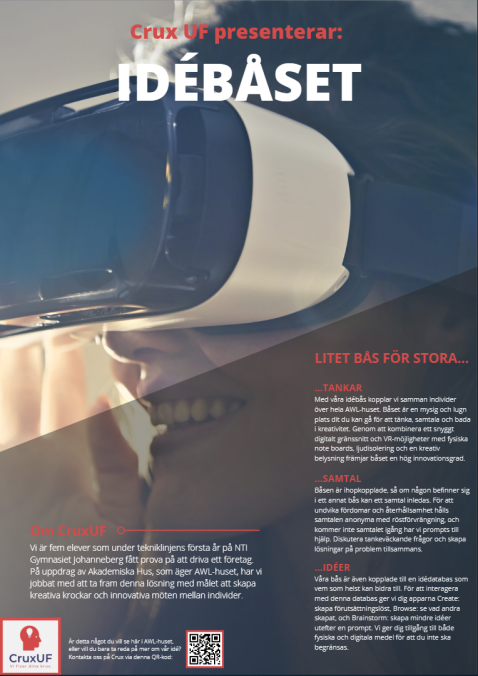 Crux UF presenterar:
IDÉBÅSET
LITET BÅS FÖR STORA...
...TANKAR
Med våra idébås kopplar vi samman individer
över hela AWL-huset. Båset är en mysig och lugn
plats dit du kan gå för att tänka, samtala och bada
i kreativitet. Genom att kombinera ett snyggt
digitalt gränssnitt och VR-möjligheter med fysiska
note boards, ljudisolering och en kreativ
belysning främjar båset en hög innovationsgrad.
...SAMTAL
Båsen är ihopkopplade, så om någon befinner sig
i ett annat bås kan ett samtal inledas. För att
undvika fördomar och återhållsamhet hålls
samtalen anonyma med röstförvrängning, och
kommer inte samtalet igång har vi prompts till
hjälp. Diskutera tankeväckande frågor och skapa
lösningar på problem tillsammans.
...IDÉER
Våra bås är även kopplade till en idédatabas som
vem som helst kan bidra till. För att interagera
med denna databas ger vi dig apparna Create:
skapa förutsättningslöst, Browse: se vad andra
skapat, och Brainstorm: skapa mindre idéer
utefter en prompt. Vi ger dig tillgång till både
fysiska och digitala medel för att du inte ska
begränsas.
Om CruxUF
Vi är fem elever som under tekniklinjens första år på NTI
Gymnasiet Johanneberg fått prova på att driva ett företag.
På uppdrag av Akademiska Hus, som äger AWL-huset, har vi
jobbat med att ta fram denna lösning med målet att skapa
kreativa krockar och innovativa möten mellan individer.
CruxUF
Är detta något du vill se här i AWL-huset,
eller vill du bara ta reda på mer om vår idé?
Kontakta oss på Crux via denna QR-kod: